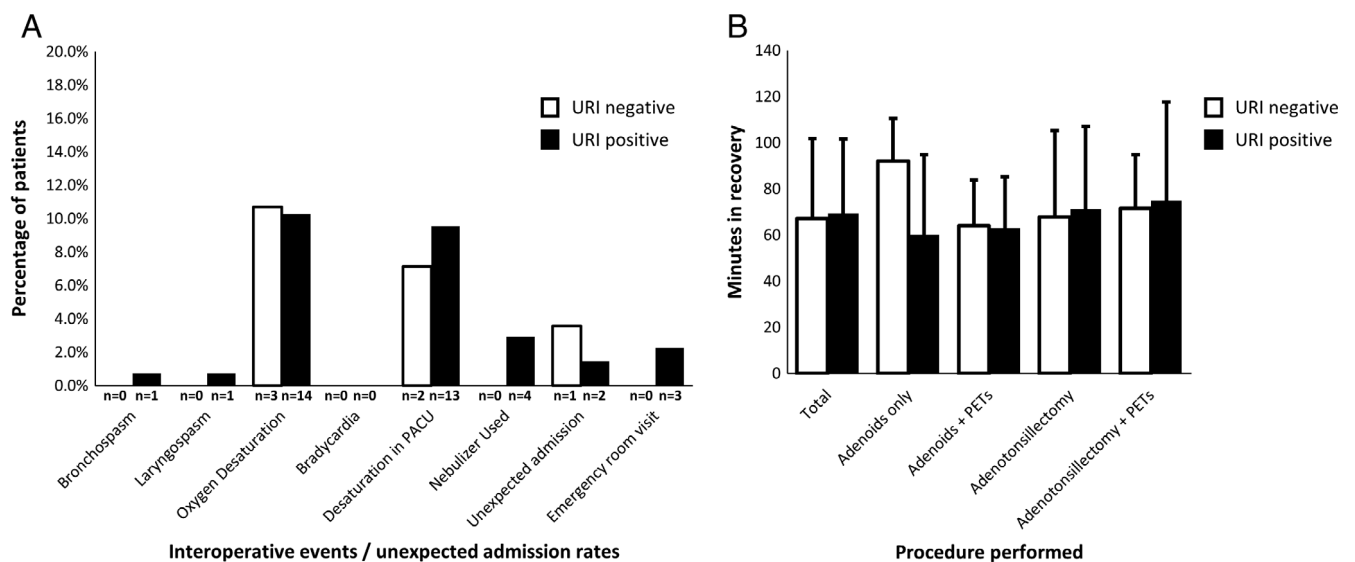 A
Percentage of patients
20.0%
18.0%
16.0%
14.0%
12.0%
10.0%
8.0%
6.0%
4.0%
2.0%
0.0%
URI negative
URI positive
n=0 n=1 n=0 n=1 n=3 n=14 n=0 n=0 n=2 n=13 n=0 n=4 n=1 n=2 n=0 n=3
Bronchospasm
Laryngospasm
Oxygen Desaturation
Bradycardia
Desaturation in PACU
Nebulizer Used
Unexpected admission
Emergency room visit
Interoperative events / unexpected admission rates
B
Minutes in recovery
140
120
100
80
60
40
20
0
URI negative
URI positive
Total
Adenoids only
Adenoids + PETs
Adenotonsillectomy
Adenotonsillectomy + PETs
Procedure performed